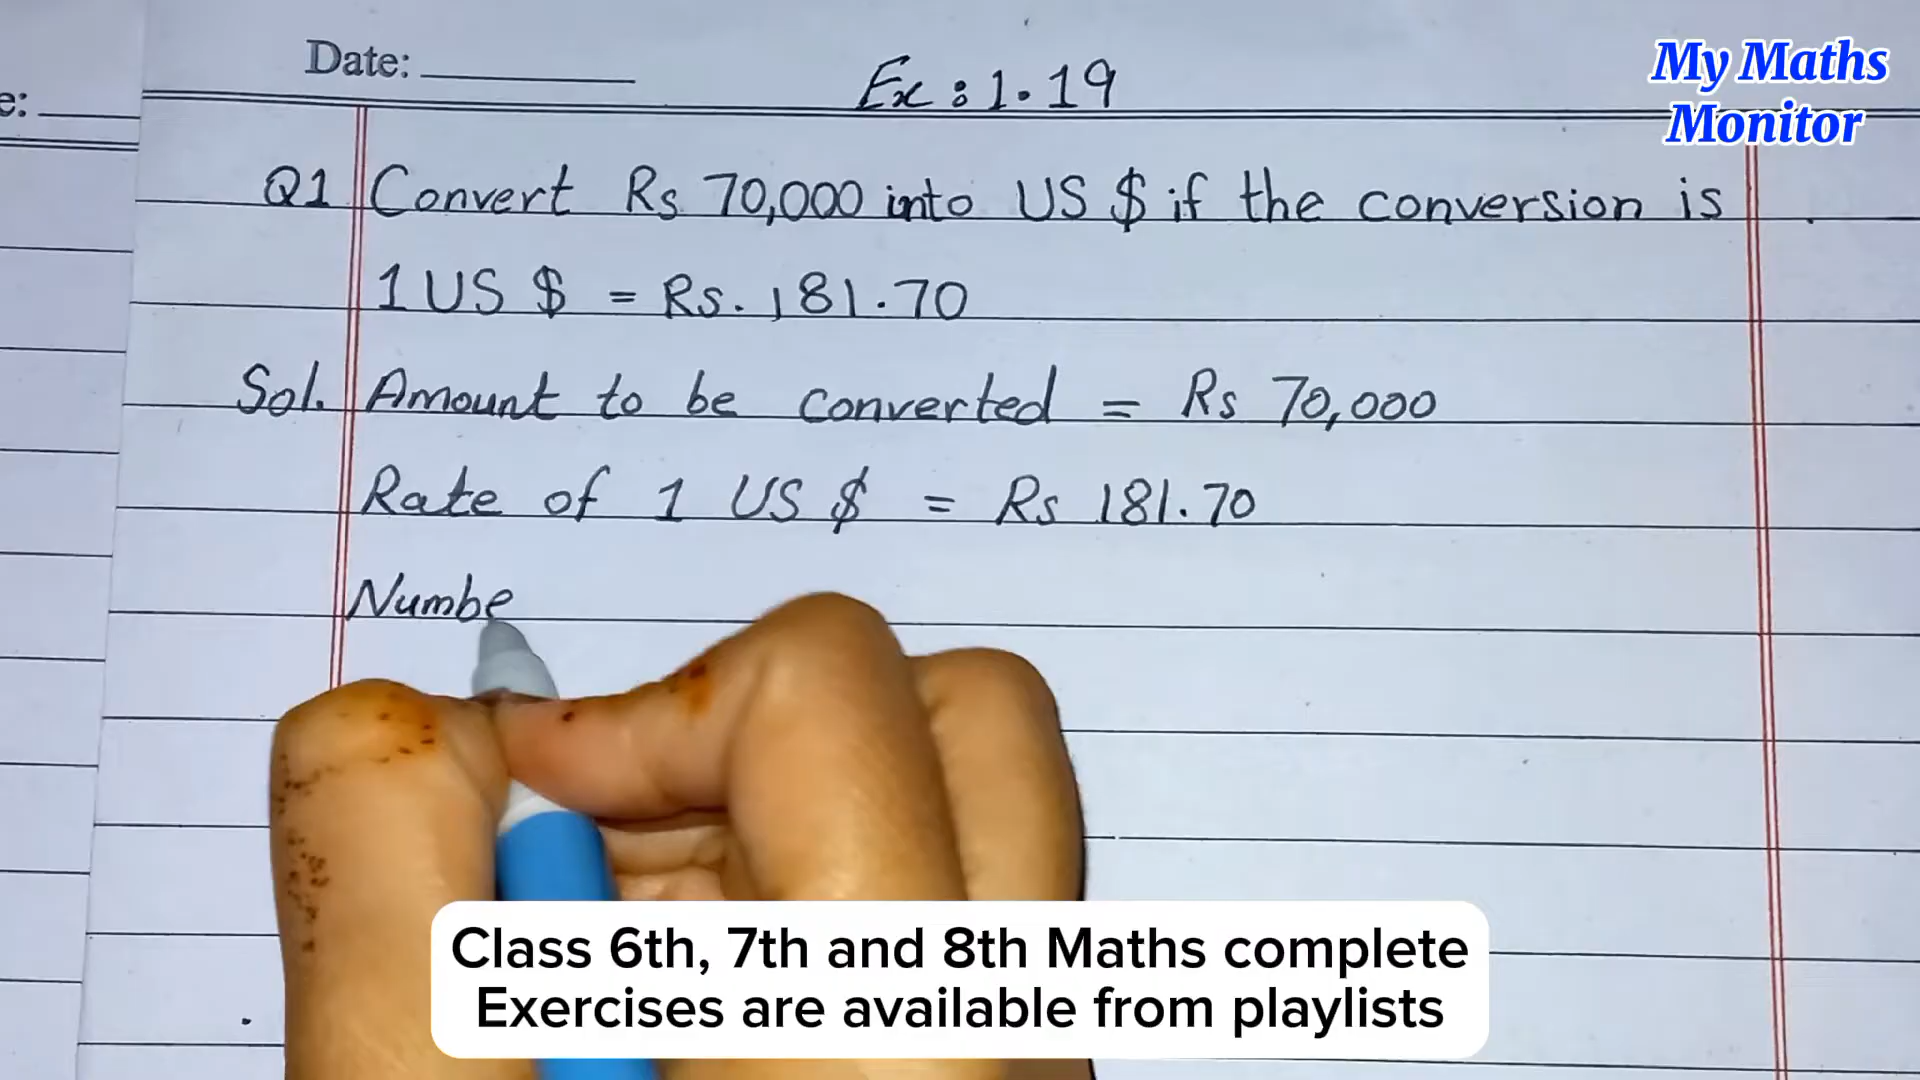 Date:
Ex: 1.19
My Maths
Monitor
e:
Q1 Convert Rs 70,000 into US $ if the conversion is
1 US $ = Rs. 181.70
Sol. Amount to be converted = Rs 70,000
Rate of 1 US $ = Rs 181.70
Numbe
Class 6th, 7th and 8th Maths complete
Exercises are available from playlists